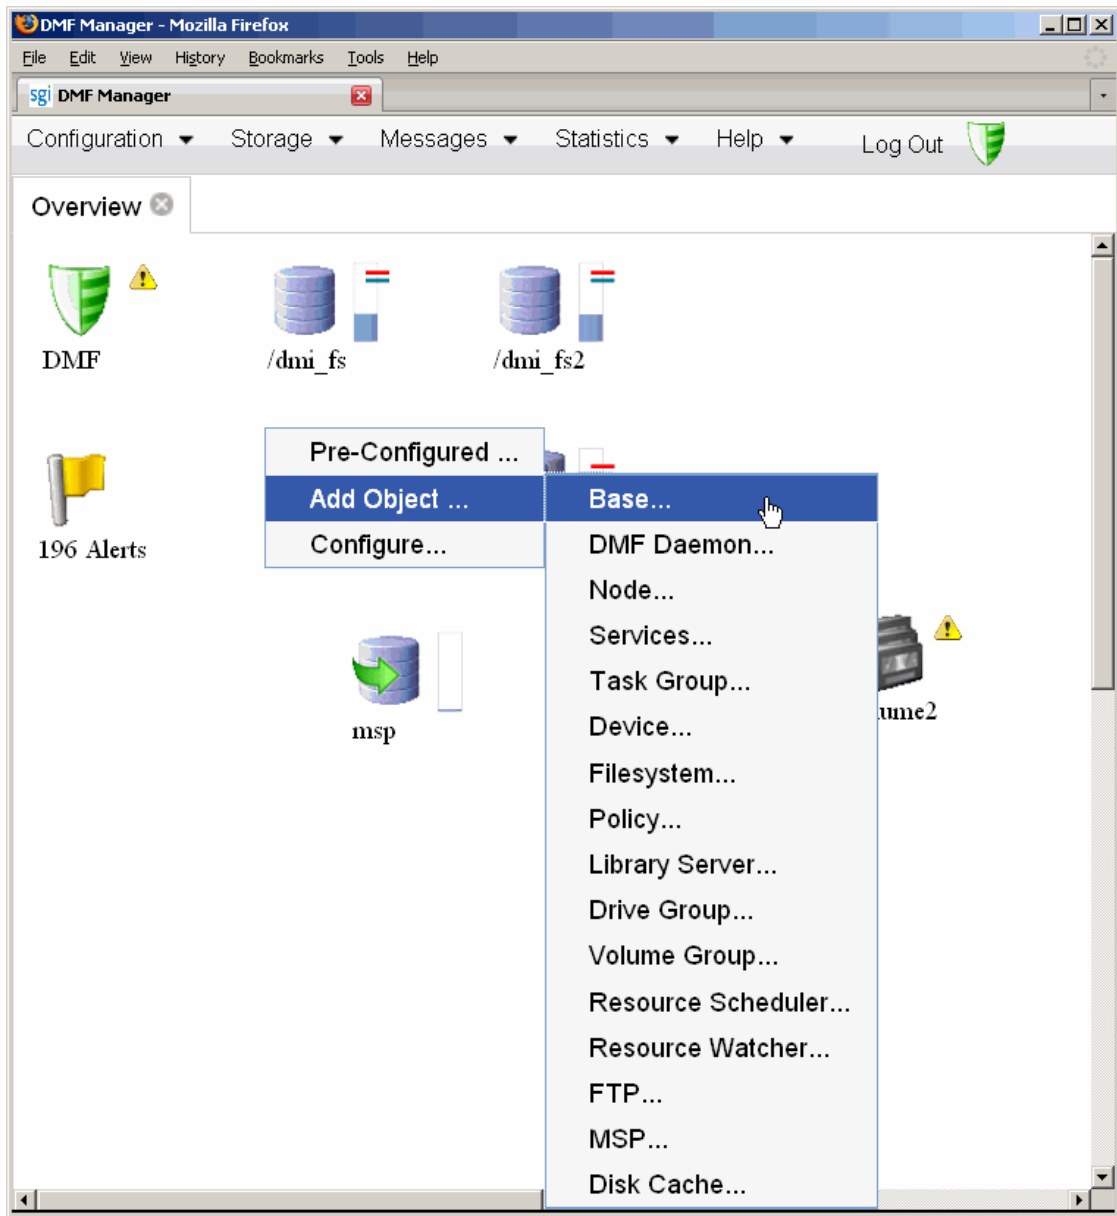 DMF Manager - Mozilla Firefox
File Edit View History Bookmarks Tools Help
sgi DMF Manager
Configuration Storage Messages Statistics Help Log Out
Overview
DMF /dmi_fs /dmi_fs2
Pre-Configured ...
Add Object ... Base...
196 Alerts Configure... DMF Daemon...
Node...
Services...
Task Group...
msp Device... ume2
Filesystem...
Policy...
Library Server...
Drive Group...
Volume Group...
Resource Scheduler...
Resource Watcher...
FTP...
MSP...
Disk Cache...